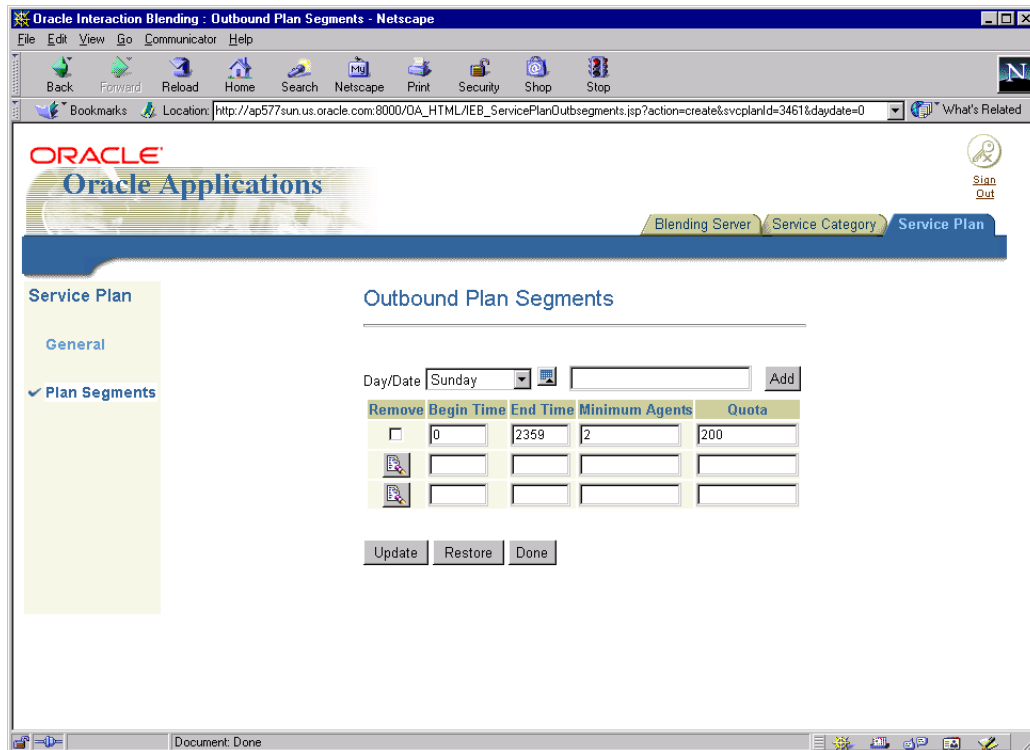 Oracle Interaction Blending : Outbound Plan Segments - Netscape
File Edit View Go Communicator Help
Back Forward Reload Home Search Netscape Print Security Shop Stop
My
N
Bookmarks Location: http://ap577sun.us.oracle.com:8000/OA_HTML/IEB_ServicePlanOutbsegments.jsp?action=create&svcplanId=3461&daydate=0 What's Related
ORACLE
Oracle Applications
Sign
Out
Blending Server Service Category Service Plan
Service Plan
General
Plan Segments
Outbound Plan Segments
Day/Date Sunday Add
Remove Begin Time End Time Minimum Agents Quota
0 2359 2 200
Update Restore Done
Document: Done